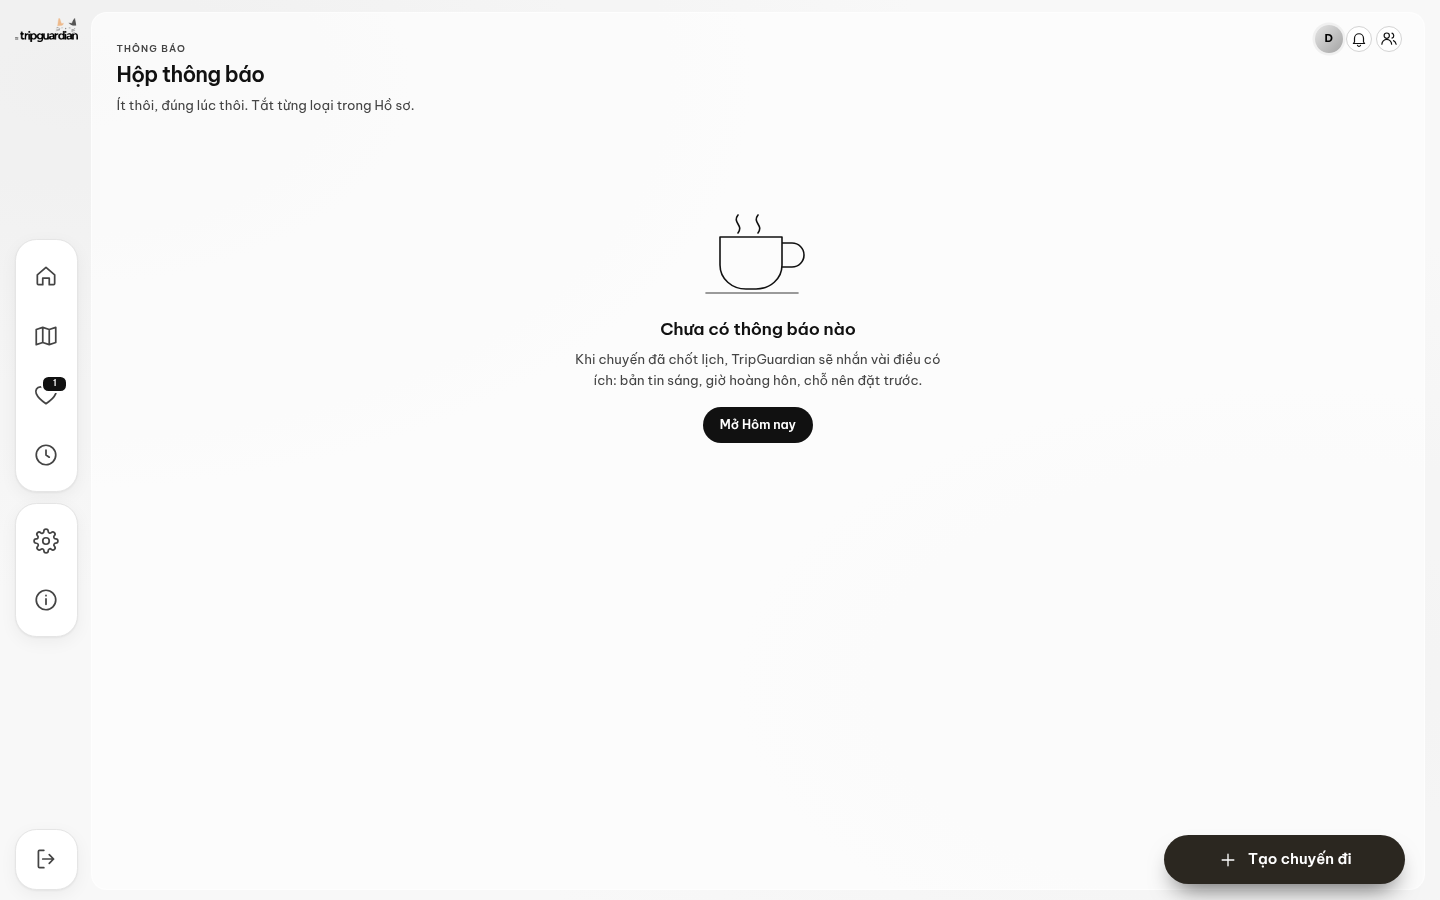 tripguardian
D
THÔNG BÁO
Hộp thông báo
Ít thôi, đúng lúc thôi. Tắt từng loại trong Hồ sơ.
1
Chưa có thông báo nào
Khi chuyến đã chốt lịch, TripGuardian sẽ nhắn vài điều có
ích: bản tin sáng, giờ hoàng hôn, chỗ nên đặt trước.
Mở Hôm nay
Tạo chuyến đi